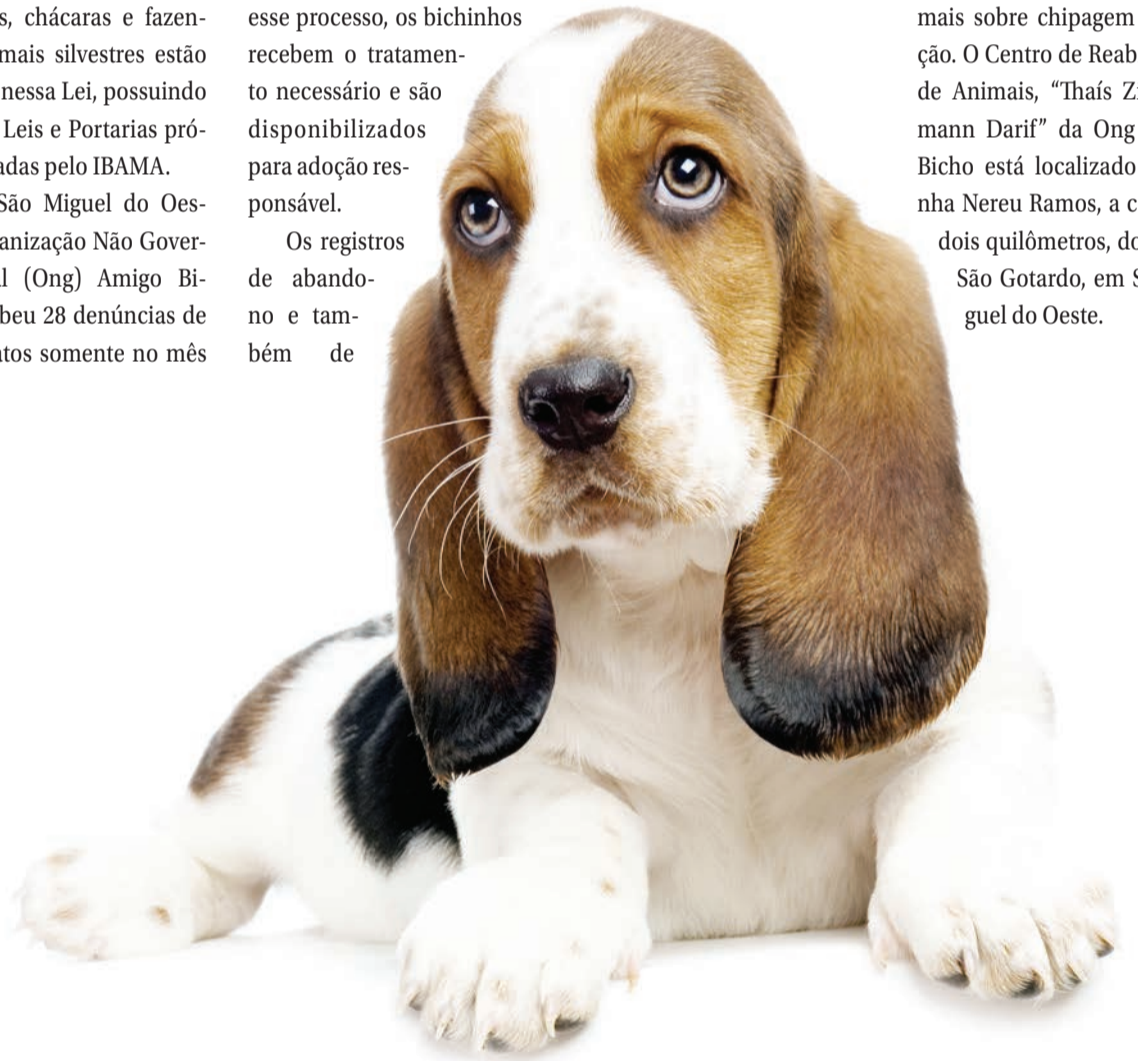 s, chácaras e fazen-
mais silvestres estão
nessa Lei, possuindo
Leis e Portarias pró-
adas pelo IBAMA.
São Miguel do Oes-
anização Não Gover-
l (Ong) Amigo Bi-
beu 28 denúncias de
tos somente no mês
esse processo, os bichinhos
recebem o tratamen-
to necessário e são
disponibilizados
para adoção res-
ponsável.
Os registros
de abando-
no e tam-
bém de
mais sobre chipagem
ção. O Centro de Reab
de Animais, “Thaís Zi
mann Darif” da Ong
Bicho está localizado
nha Nereu Ramos, a c
dois quilômetros, do
São Gotardo, em S
guel do Oeste.